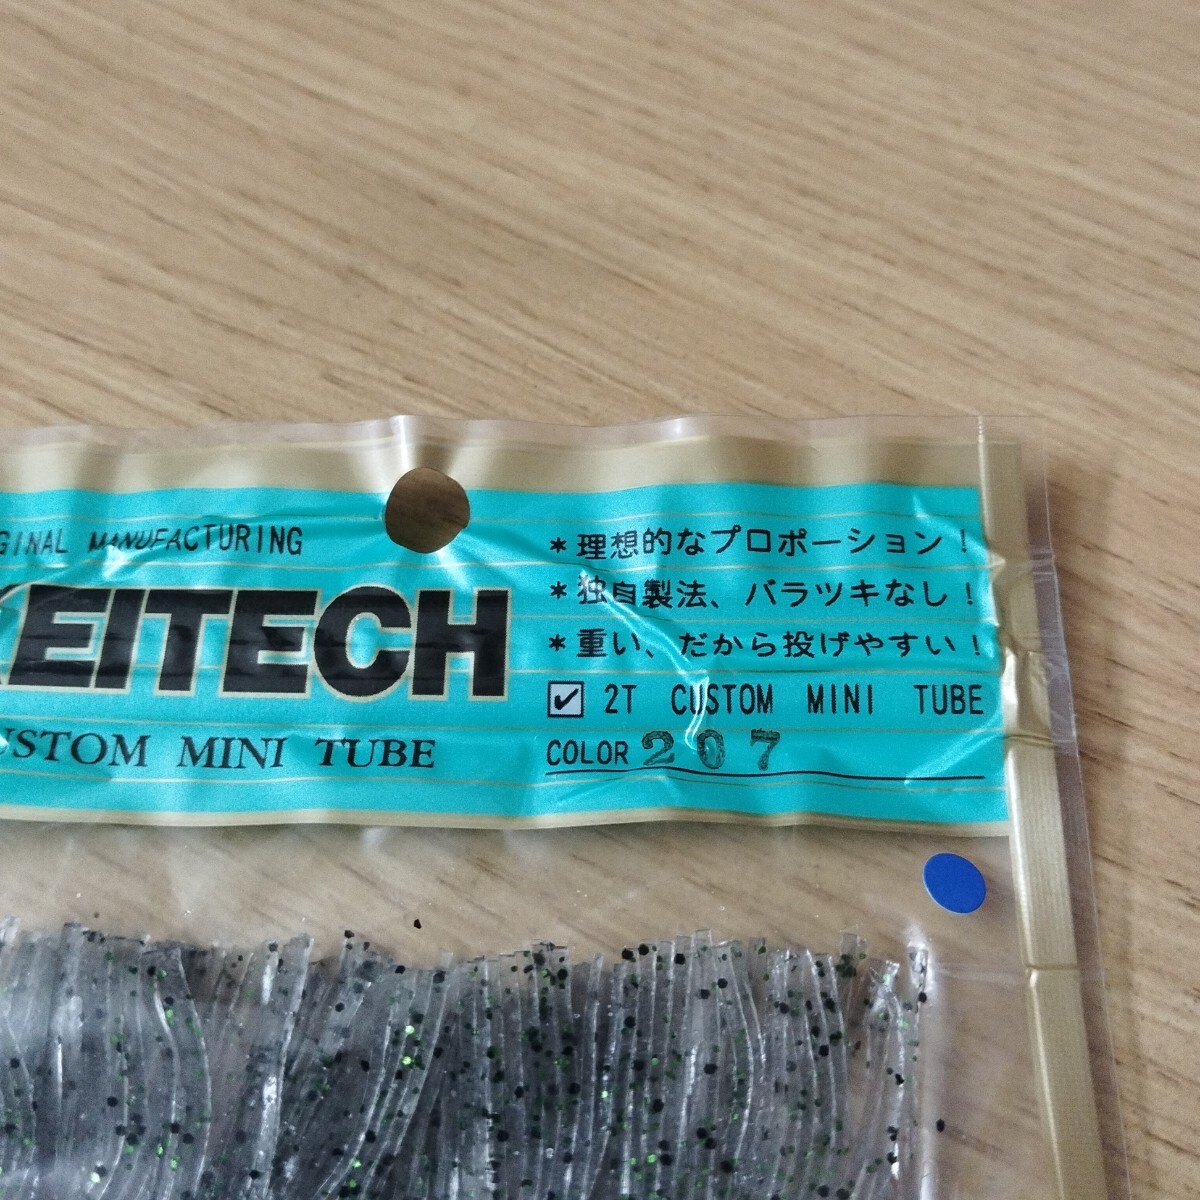 GINAL MANUFACTURING
KEITECH
USTOM MINI TUBE
*理想的なプロポーション!
*独自製法、バラツキなし!
*重い、だから投げやすい!
☑ 2T CUSTOM MINI TUBE
COLOR 207